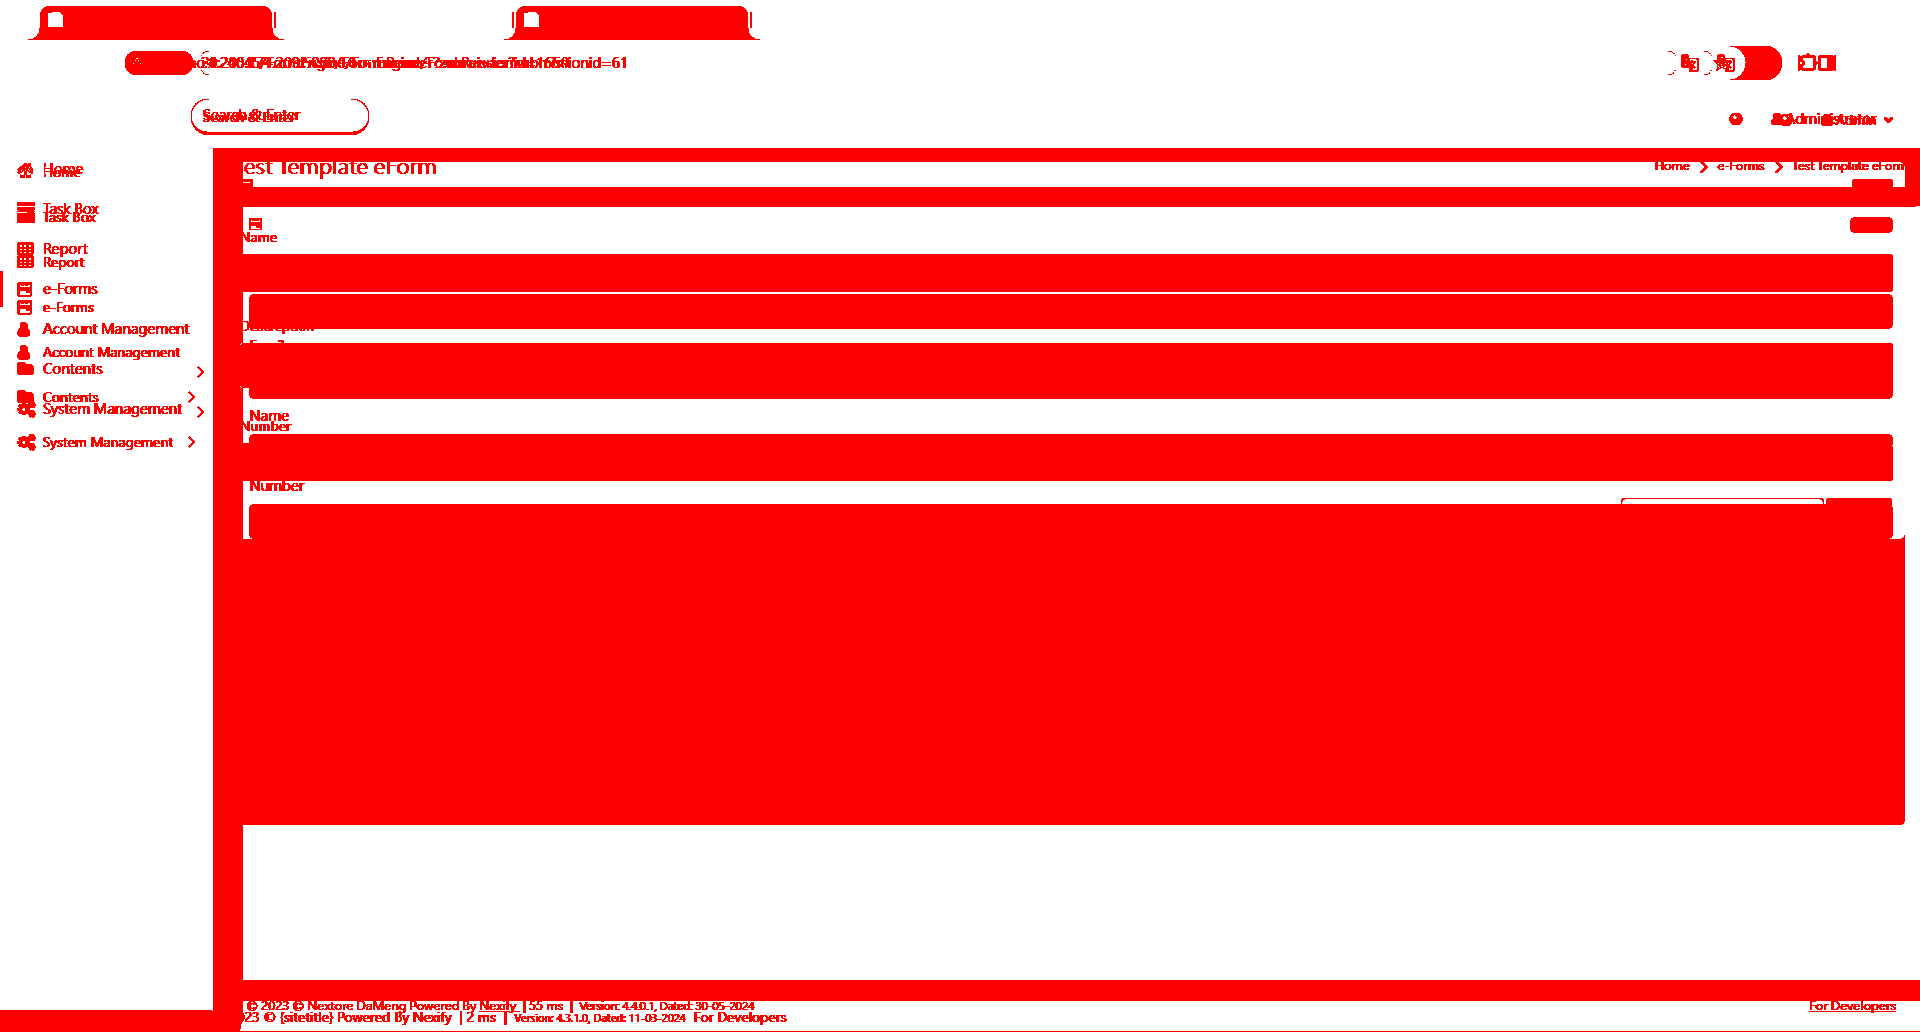 Search & Enter
Search & Enter
Administrator
Home
Home
Task Box
Task Box
Report
Report
e-Forms
e-Forms
Account Management
Account Management
Contents
Contents
System Management
System Management
est Template eForm
Home e-Forms Test Template eForm
Name
Description
Name
Number
Number
© 2023 © Nextore DaMeng Powered By Nexify | 55 ms | Version: 4.4.0.1, Dated: 30-05-2024
For Developers
23 © {sitetitle} Powered By Nexify | 2 ms | Version: 4.3.1.0, Dated: 11-03-2024 For Developers